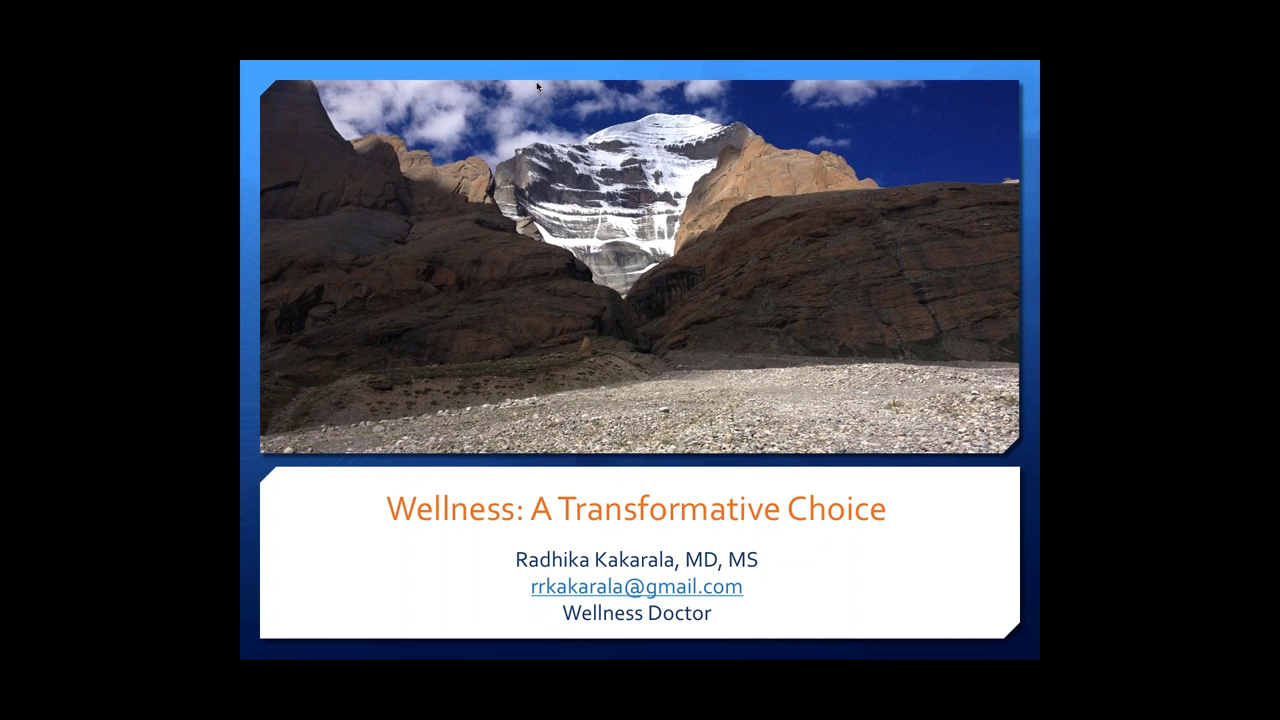 Wellness: A Transformative Choice
Radhika Kakarala, MD, MS
rrkakarala@gmail.com
Wellness Doctor